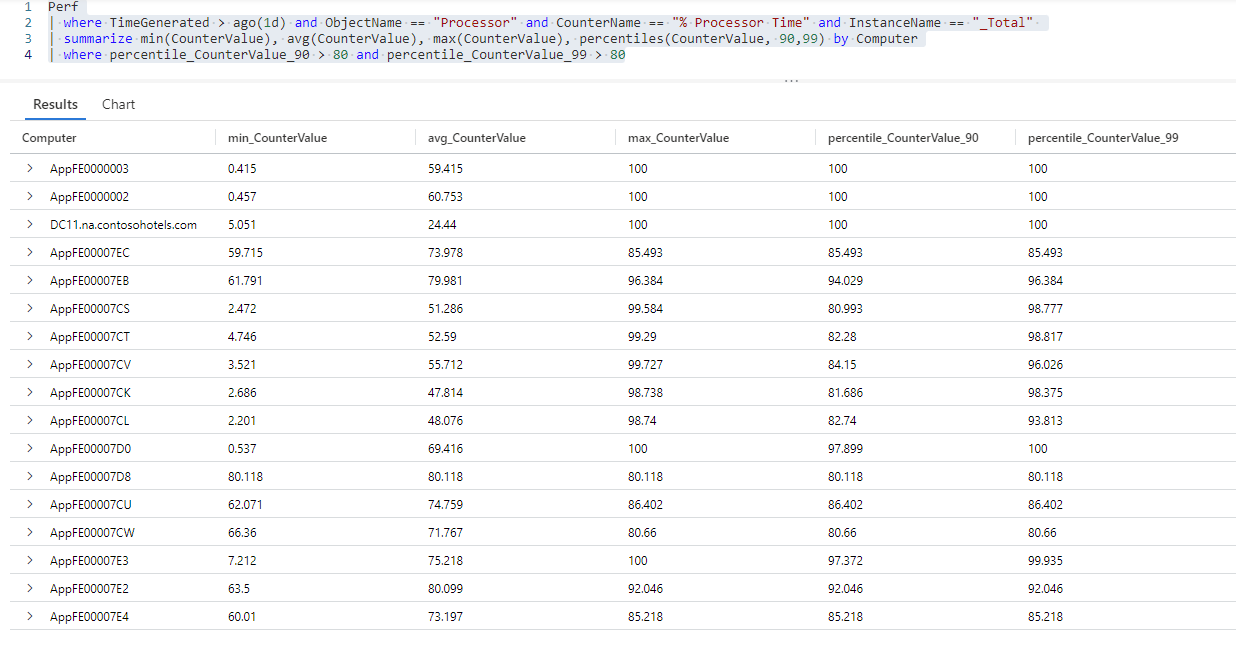 1 Perf
2 | where TimeGenerated > ago(1d) and ObjectName == "Processor" and CounterName == "% Processor Time" and InstanceName == "_Total"
3 | summarize min(CounterValue), avg(CounterValue), max(CounterValue), percentiles(CounterValue, 90,99) by Computer
4 | where percentile_CounterValue_90 > 80 and percentile_CounterValue_99 > 80
...
Results Chart
Computer min_CounterValue avg_CounterValue max_CounterValue percentile_CounterValue_90 percentile_CounterValue_99
> AppFE0000003 0.415 59.415 100 100 100
> AppFE0000002 0.457 60.753 100 100 100
> DC11.na.contosohotels.com 5.051 24.44 100 100 100
> AppFE00007EC 59.715 73.978 85.493 85.493 85.493
> AppFE00007EB 61.791 79.981 96.384 94.029 96.384
> AppFE00007CS 2.472 51.286 99.584 80.993 98.777
> AppFE00007CT 4.746 52.59 99.29 82.28 98.817
> AppFE00007CV 3.521 55.712 99.727 84.15 96.026
> AppFE00007CK 2.686 47.814 98.738 81.686 98.375
> AppFE00007CL 2.201 48.076 98.74 82.74 93.813
> AppFE00007D0 0.537 69.416 100 97.899 100
> AppFE00007D8 80.118 80.118 80.118 80.118 80.118
> AppFE00007CU 62.071 74.759 86.402 86.402 86.402
> AppFE00007CW 66.36 71.767 80.66 80.66 80.66
> AppFE00007E3 7.212 75.218 100 97.372 99.935
> AppFE00007E2 63.5 80.099 92.046 92.046 92.046
> AppFE00007E4 60.01 73.197 85.218 85.218 85.218